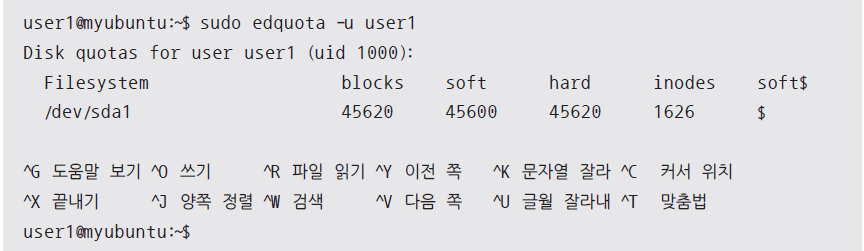 user1@myubuntu:~$ sudo edquota -u user1
Disk quotas for user user1 (uid 1000):
Filesystem blocks soft hard inodes soft$
/dev/sda1 45620 45600 45620 1626 $
^G 도움말 보기 ^O 쓰기 ^R 파일 읽기 ^Y 이전 쪽 ^K 문자열 잘라 ^C 커서 위치
^X 끝내기 ^J 양쪽 정렬 ^W 검색 ^V 다음 쪽 ^U 글월 잘라내 ^T 맞춤법
user1@myubuntu:~$